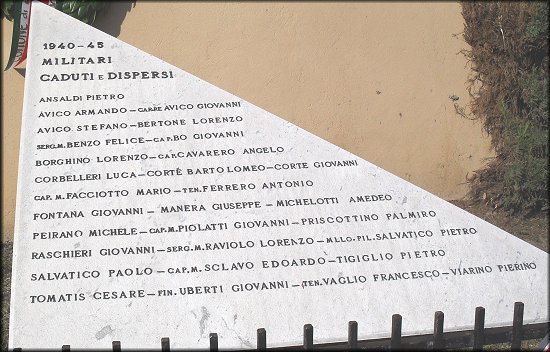 1940-45
MILITARI
CADUTI E DISPERSI
ANSALDI PIETRO
AVICO ARMANDO-CARRE AVICO GIOVANNI
AVICO STEFANO-BERTONE LORENZO
SERG.M. BENZO FELICE-CAP. BO GIOVANNI
BORGHINO LORENZO-CAP. CAVARERO ANGELO
CORBELLERI LUCA-CORTÈ BARTOLOMEO-CORTE GIOVANNI
CAP. M. FACCIOTTO MARIO-TEN. FERRERO ANTONIO
FONTANA GIOVANNI - MANERA GIUSEPPE-MICHELOTTI AMEDEO
PEIRANO MICHELE-CAP.M. PIOLATTI GIOVANNI-PRISCOTTINO PALMIRO
RASCHIERI GIOVANNI-SERG.M. RAVIOLO LORENZO-M.LLO.PIL. SALVATICO PIETRO
SALVATICO PAOLO-CAP.M. SCLAVO EDOARDO-TIGIGLIO PIETRO
TOMATIS CESARE-FIN. UBERTI GIOVANNI-TEN. VAGLIO FRANCESCO-VIARINO PIERINO